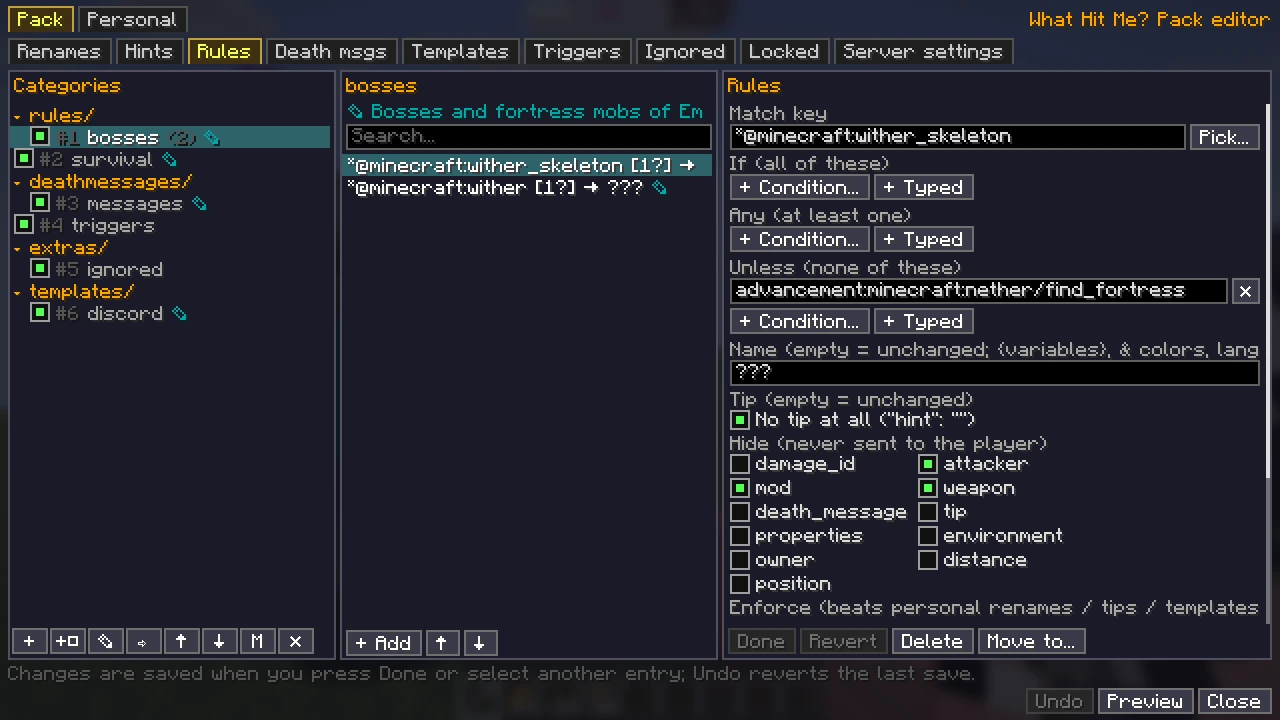 Pack Personal What Hit Me? Pack editor
Renames Hints Rules Death msgs Templates Triggers Ignored Locked Server settings
Categories
rules/
#1 bosses (2)
#2 survival
deathmessages/
#3 messages
#4 triggers
extras/
#5 ignored
templates/
#6 discord
+ M ×
bosses
Bosses and fortress mobs of Em
Search...
*@minecraft:wither_skeleton [1?] →
*@minecraft:wither [1?] → ???
+ Add ↑ ↓
Rules
Match key
*@minecraft:wither_skeleton Pick...
If (all of these)
+ Condition... + Typed
Any (at least one)
+ Condition... + Typed
Unless (none of these)
advancement:minecraft:nether/find_fortress ×
+ Condition... + Typed
Name (empty = unchanged; {variables}, & colors, lang
???
Tip (empty = unchanged)
No tip at all ("hint": "")
Hide (never sent to the player)
damage_id attacker
mod weapon
death_message tip
properties environment
owner distance
position
Enforce (beats personal renames / tips / templates
Done Revert Delete Move to...
Changes are saved when you press Done or select another entry; Undo reverts the last save.
Undo Preview Close